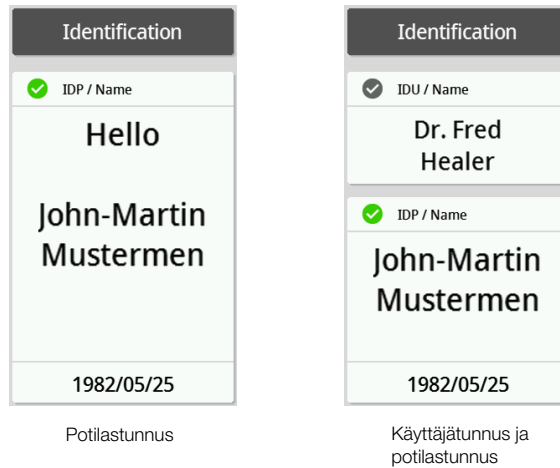 Identification
IDP / Name
Hello
John-Martin
Mustermen
1982/05/25
Potilastunnus
Identification
IDU / Name
Dr. Fred
Healer
IDP / Name
John-Martin
Mustermen
1982/05/25
Käyttäjätunnus ja
potilastunnus